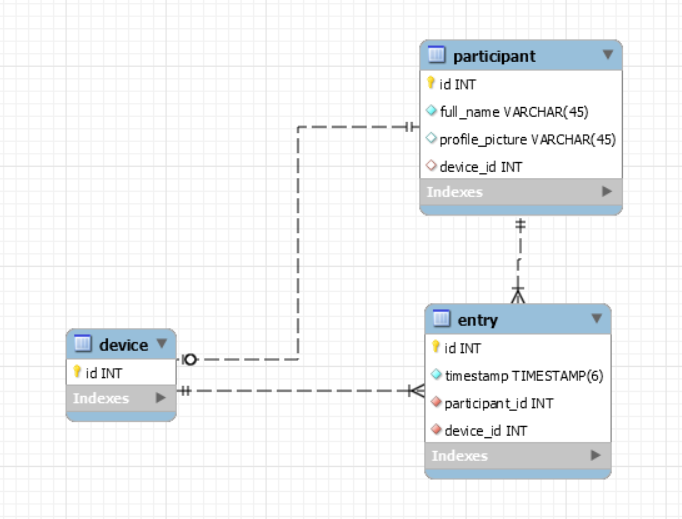 participant
id INT
full_name VARCHAR(45)
profile_picture VARCHAR(45)
device_id INT
Indexes
device
id INT
Indexes
entry
id INT
timestamp TIMESTAMP(6)
participant_id INT
device_id INT
Indexes